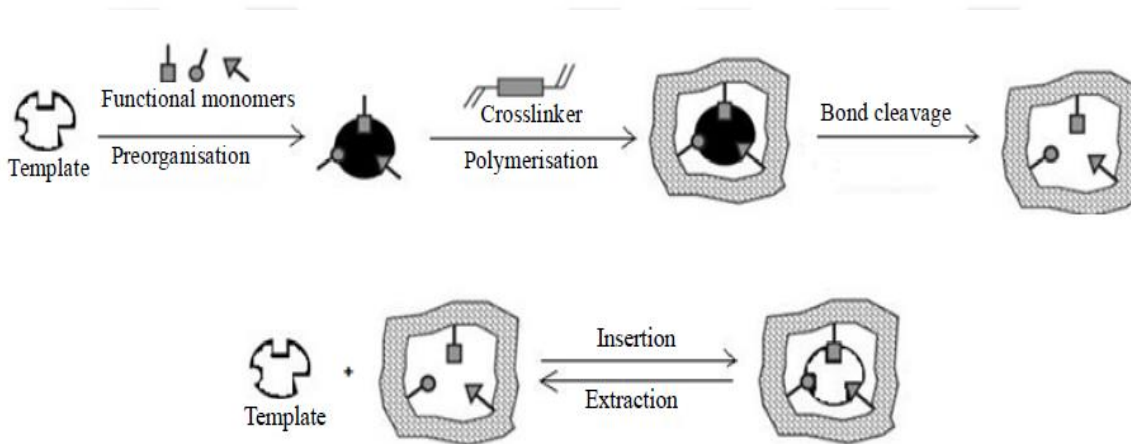 Functional monomers
Preorganisation
Template
Crosslinker
Polymerisation
Bond cleavage
Template
+
Insertion
Extraction